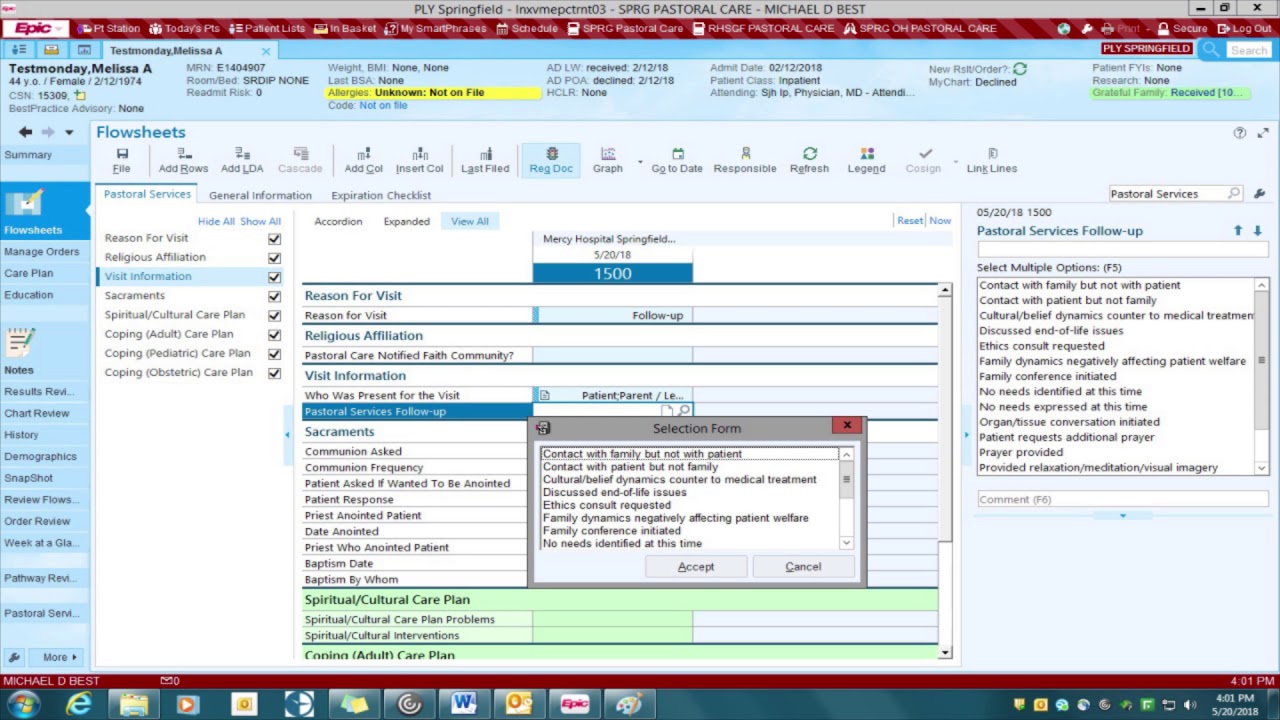 PLY Springfield - lnxvmepctrnt03 - SPRG PASTORAL CARE - MICHAEL D BEST
Epic Pt Station Today's Pts Patient Lists In Basket My SmartPhrases Schedule SPRG Pastoral Care RHSGF PASTORAL CARE SPRG OH PASTORAL CARE Print Secure Log Out
Testmonday,Melissa A × PLY SPRINGFIELD Search
Testmonday,Melissa A
44 y.o. / Female / 2/12/1974
CSN: 15309,
BestPractice Advisory: None
MRN: E1404907
Room/Bed: SRDIP NONE
Readmit Risk: 0
Weight, BMI: None, None
Last BSA: None
Allergies: Unknown: Not on File
Code: Not on file
AD LW: received: 2/12/18
AD POA: declined: 2/12/18
HCLR: None
Admit Date: 02/12/2018
Patient Class: Inpatient
Attending: Sjh Ip, Physician, MD - Attendi...
New Rslt/Order?:
MyChart: Declined
Patient FYIs: None
Research: None
Grateful Family: Received [10...
Flowsheets
File Add Rows Add LDA Cascade Add Col Insert Col Last Filed Reg Doc Graph Go to Date Responsible Refresh Legend Cosign Link Lines
Pastoral Services General Information Expiration Checklist Pastoral Services
Summary
Flowsheets
Manage Orders
Care Plan
Education
Notes
Results Revi...
Chart Review
History
Demographics
SnapShot
Review Flows...
Order Review
Week at a Gla...
Pathway Revi...
Pastoral Servi...
More
Hide All Show All
Reason For Visit
Religious Affiliation
Visit Information
Sacraments
Spiritual/Cultural Care Plan
Coping (Adult) Care Plan
Coping (Pediatric) Care Plan
Coping (Obstetric) Care Plan
Accordion Expanded View All Reset Now
Mercy Hospital Springfield...
5/20/18
1500
Reason For Visit
Reason for Visit Follow-up
Religious Affiliation
Pastoral Care Notified Faith Community?
Visit Information
Who Was Present for the Visit Patient;Parent / Le...
Pastoral Services Follow-up
Sacraments
Communion Asked
Communion Frequency
Patient Asked If Wanted To Be Anointed
Patient Response
Priest Anointed Patient
Date Anointed
Priest Who Anointed Patient
Baptism Date
Baptism By Whom
Spiritual/Cultural Care Plan
Spiritual/Cultural Care Plan Problems
Spiritual/Cultural Interventions
Coping (Adult) Care Plan
Selection Form x
Contact with family but not with patient
Contact with patient but not family
Cultural/belief dynamics counter to medical treatment
Discussed end-of-life issues
Ethics consult requested
Family dynamics negatively affecting patient welfare
Family conference initiated
No needs identified at this time
Accept Cancel
05/20/18 1500
Pastoral Services Follow-up
Select Multiple Options: (F5)
Contact with family but not with patient
Contact with patient but not family
Cultural/belief dynamics counter to medical treatmen
Discussed end-of-life issues
Ethics consult requested
Family dynamics negatively affecting patient welfare
Family conference initiated
No needs identified at this time
No needs expressed at this time
Organ/tissue conversation initiated
Patient requests additional prayer
Prayer provided
Provided relaxation/meditation/visual imagery
Comment (F6)
MICHAEL D BEST 0 4:01 PM
Epic
4:01 PM
5/20/2018